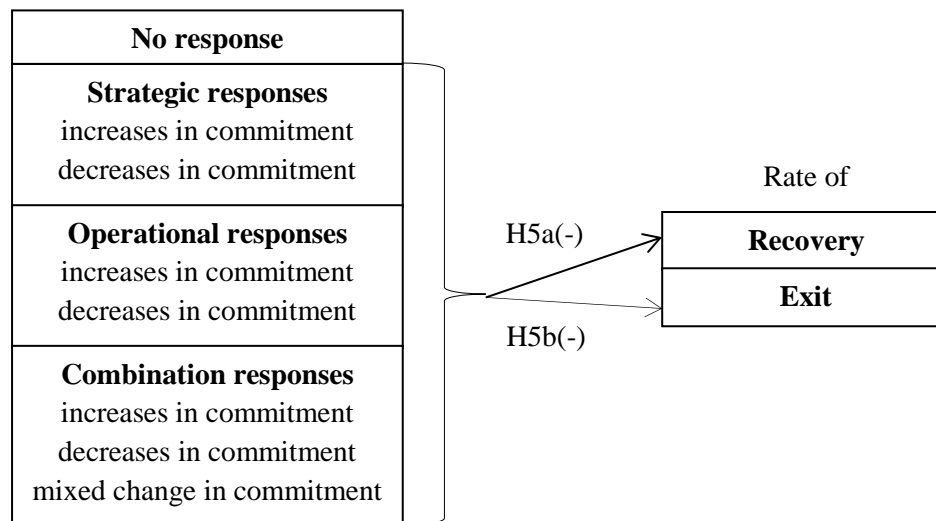 No response
Strategic responses
increases in commitment
decreases in commitment
Operational responses
increases in commitment
decreases in commitment
Combination responses
increases in commitment
decreases in commitment
mixed change in commitment
H5a(-)
H5b(-)
Rate of
Recovery
Exit